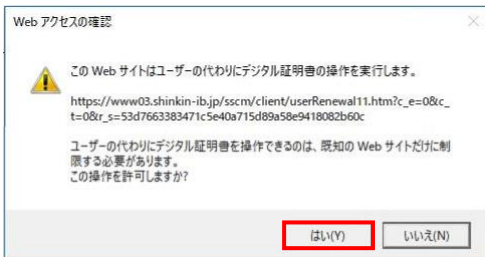 Web アクセスの確認
この Web サイトはユーザーの代わりにデジタル証明書の操作を実行します。
https://www03.shinkin-ib.jp/sscm/client/userRenewal11.htm?c_e=0&c_
t=0&r_s=53d7663383471c5e40a715d89a58e9418082b60c
ユーザーの代わりにデジタル証明書を操作できるのは、既知の Web サイトだけに制
限する必要があります。
この操作を許可しますか?
はい(Y)
いいえ(N)